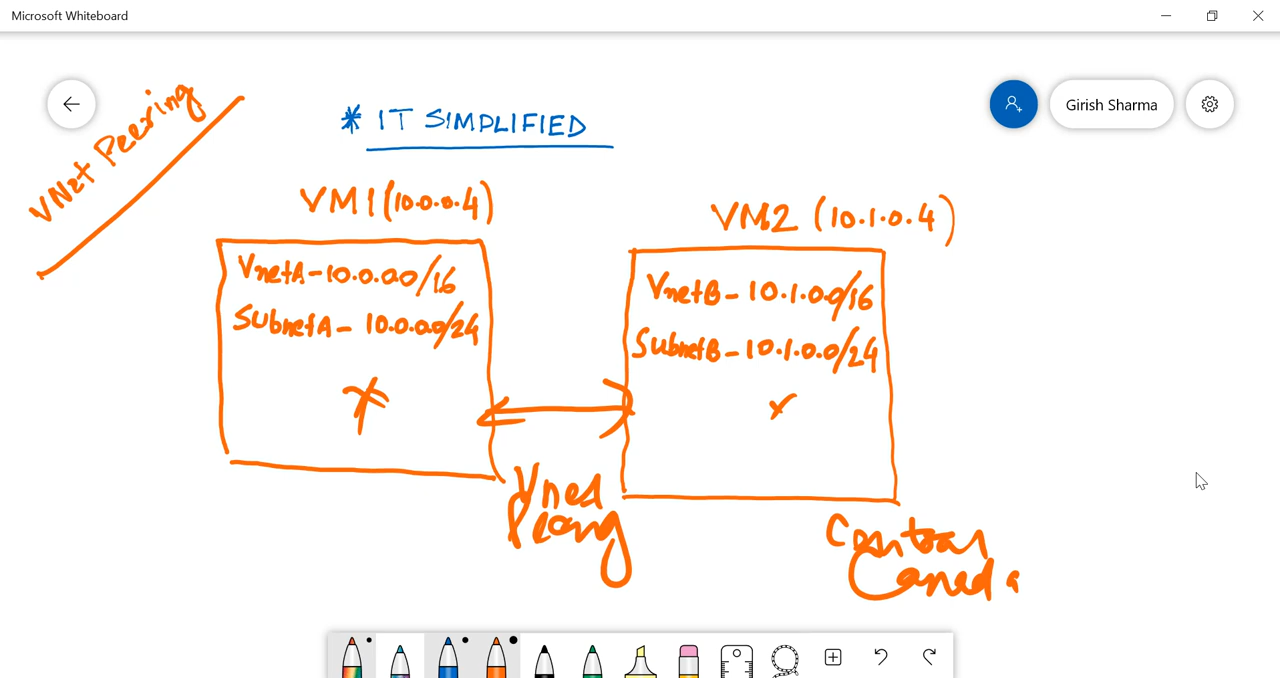 Microsoft Whiteboard
VNet Peering
* IT SIMPLIFIED
Girish Sharma
VM1 (10.0.0.4)
VnetA - 10.0.0.0/16
SubnetA - 10.0.0.0/24
VM2 (10.1.0.4)
VnetB - 10.1.0.0/16
SubnetB - 10.1.0.0/24
Vnet
Peering
Central
Canada